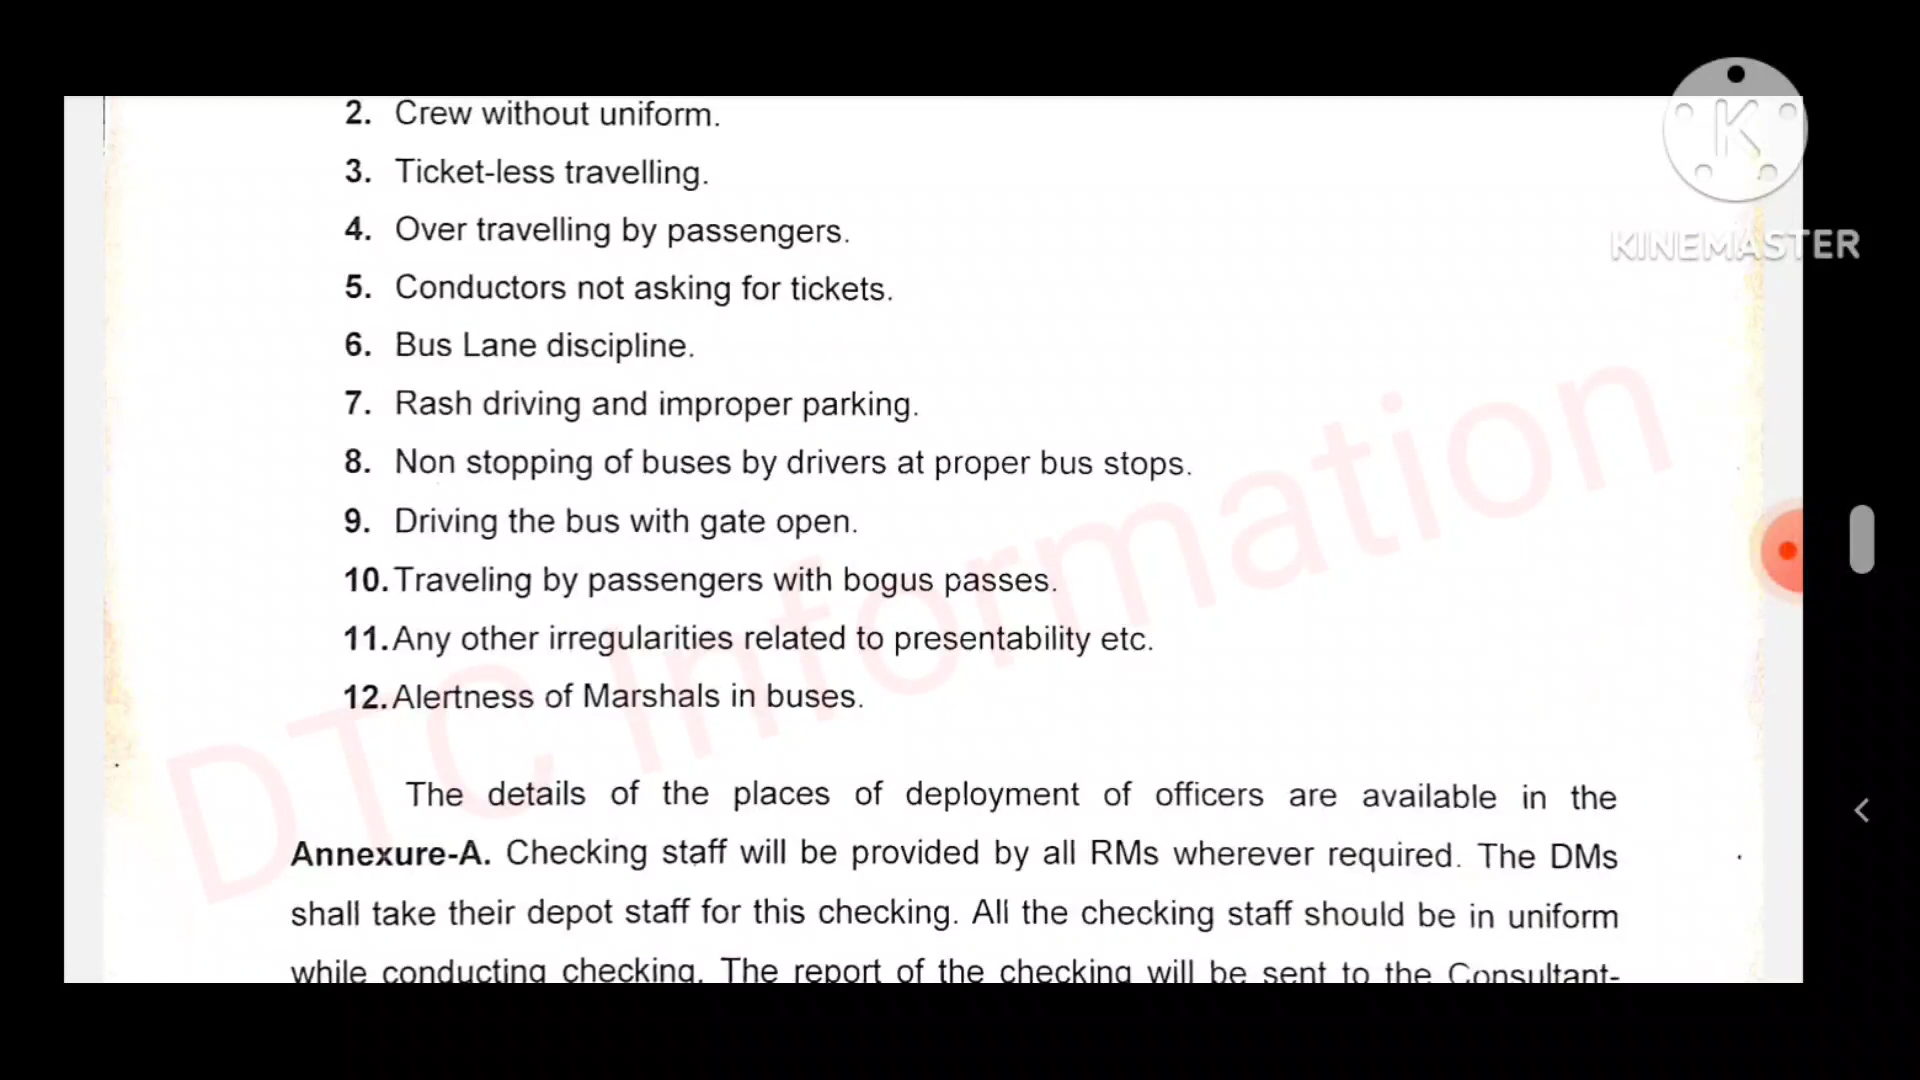 2. Crew without uniform.
3. Ticket-less travelling.
4. Over travelling by passengers.
5. Conductors not asking for tickets.
6. Bus Lane discipline.
7. Rash driving and improper parking.
8. Non stopping of buses by drivers at proper bus stops.
9. Driving the bus with gate open.
10. Traveling by passengers with bogus passes.
11. Any other irregularities related to presentability etc.
12. Alertness of Marshals in buses.
The details of the places of deployment of officers are available in the
Annexure-A. Checking staff will be provided by all RMs wherever required. The DMs
shall take their depot staff for this checking. All the checking staff should be in uniform
while conducting checking. The report of the checking will be sent to the Consultant-
DTC Information
K
KINEMASTER